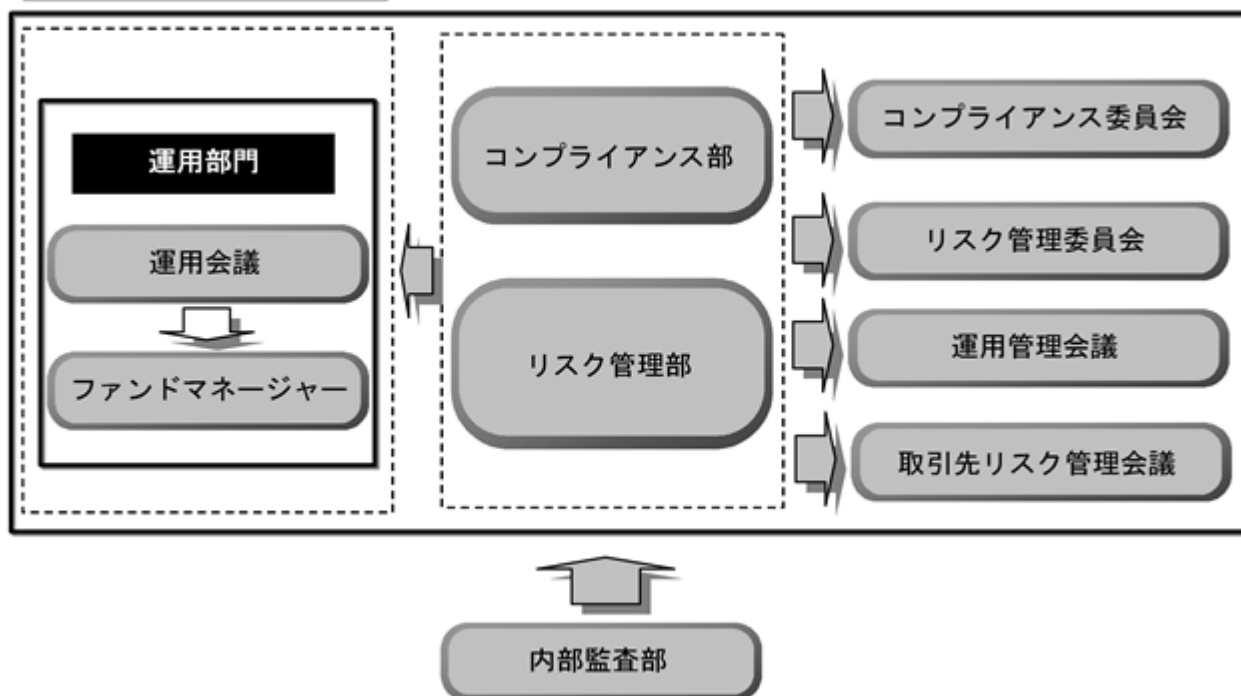 運用部門
運用会議
ファンドマネージャー
コンプライアンス部
リスク管理部
コンプライアンス委員会
リスク管理委員会
運用管理会議
取引先リスク管理会議
内部監査部